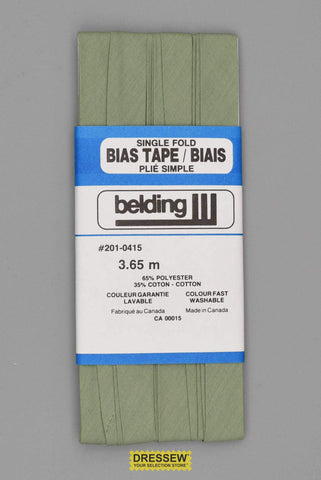 SINGLE FOLD
BIAS TAPE / BIAIS
PLIÉ SIMPLE
belding
#201-0415
3.65 m
65% POLYESTER
35% COTON - COTTON
COULEUR GARANTIE COLOUR FAST
LAVABLE WASHABLE
Fabriqué au Canada Made in Canada
CA 00015
DRESSEW
YOUR SELECTION STORE